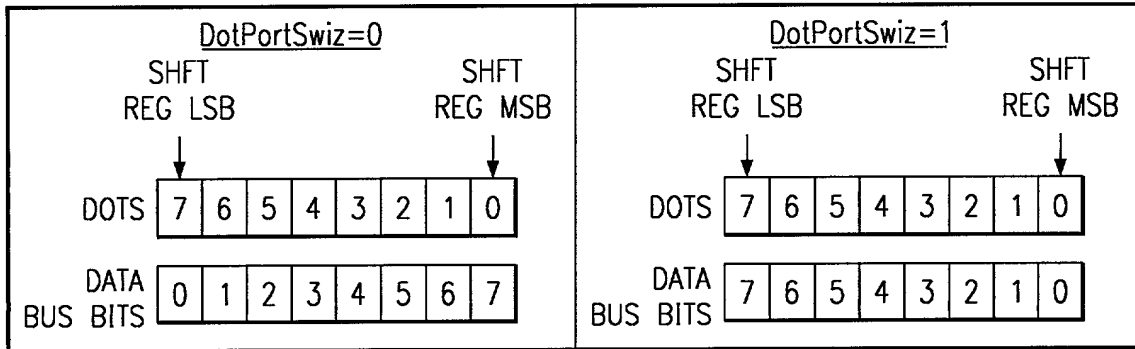 DotPortSwiz=0
SHFT REG LSB
SHFT REG MSB
DOTS 7 6 5 4 3 2 1 0
DATA BUS BITS 0 1 2 3 4 5 6 7
DotPortSwiz=1
SHFT REG LSB
SHFT REG MSB
DOTS 7 6 5 4 3 2 1 0
DATA BUS BITS 7 6 5 4 3 2 1 0